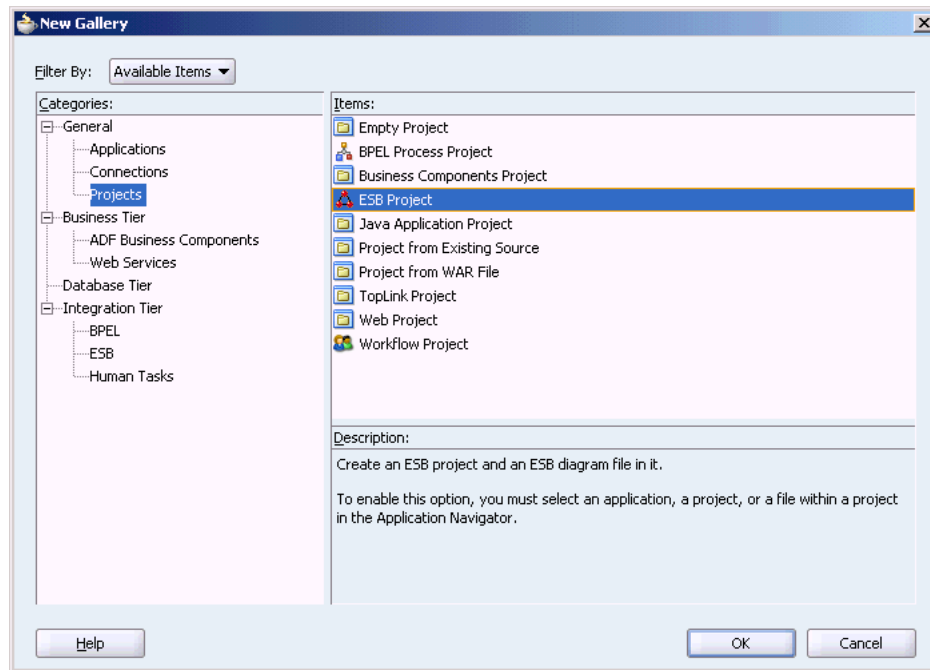 New Gallery
Filter By: Available Items
Categories:
General
Applications
Connections
Projects
Business Tier
ADF Business Components
Web Services
Database Tier
Integration Tier
BPEL
ESB
Human Tasks
Items:
Empty Project
BPEL Process Project
Business Components Project
ESB Project
Java Application Project
Project from Existing Source
Project from WAR File
TopLink Project
Web Project
Workflow Project
Description:
Create an ESB project and an ESB diagram file in it.
To enable this option, you must select an application, a project, or a file within a project
in the Application Navigator.
Help OK Cancel